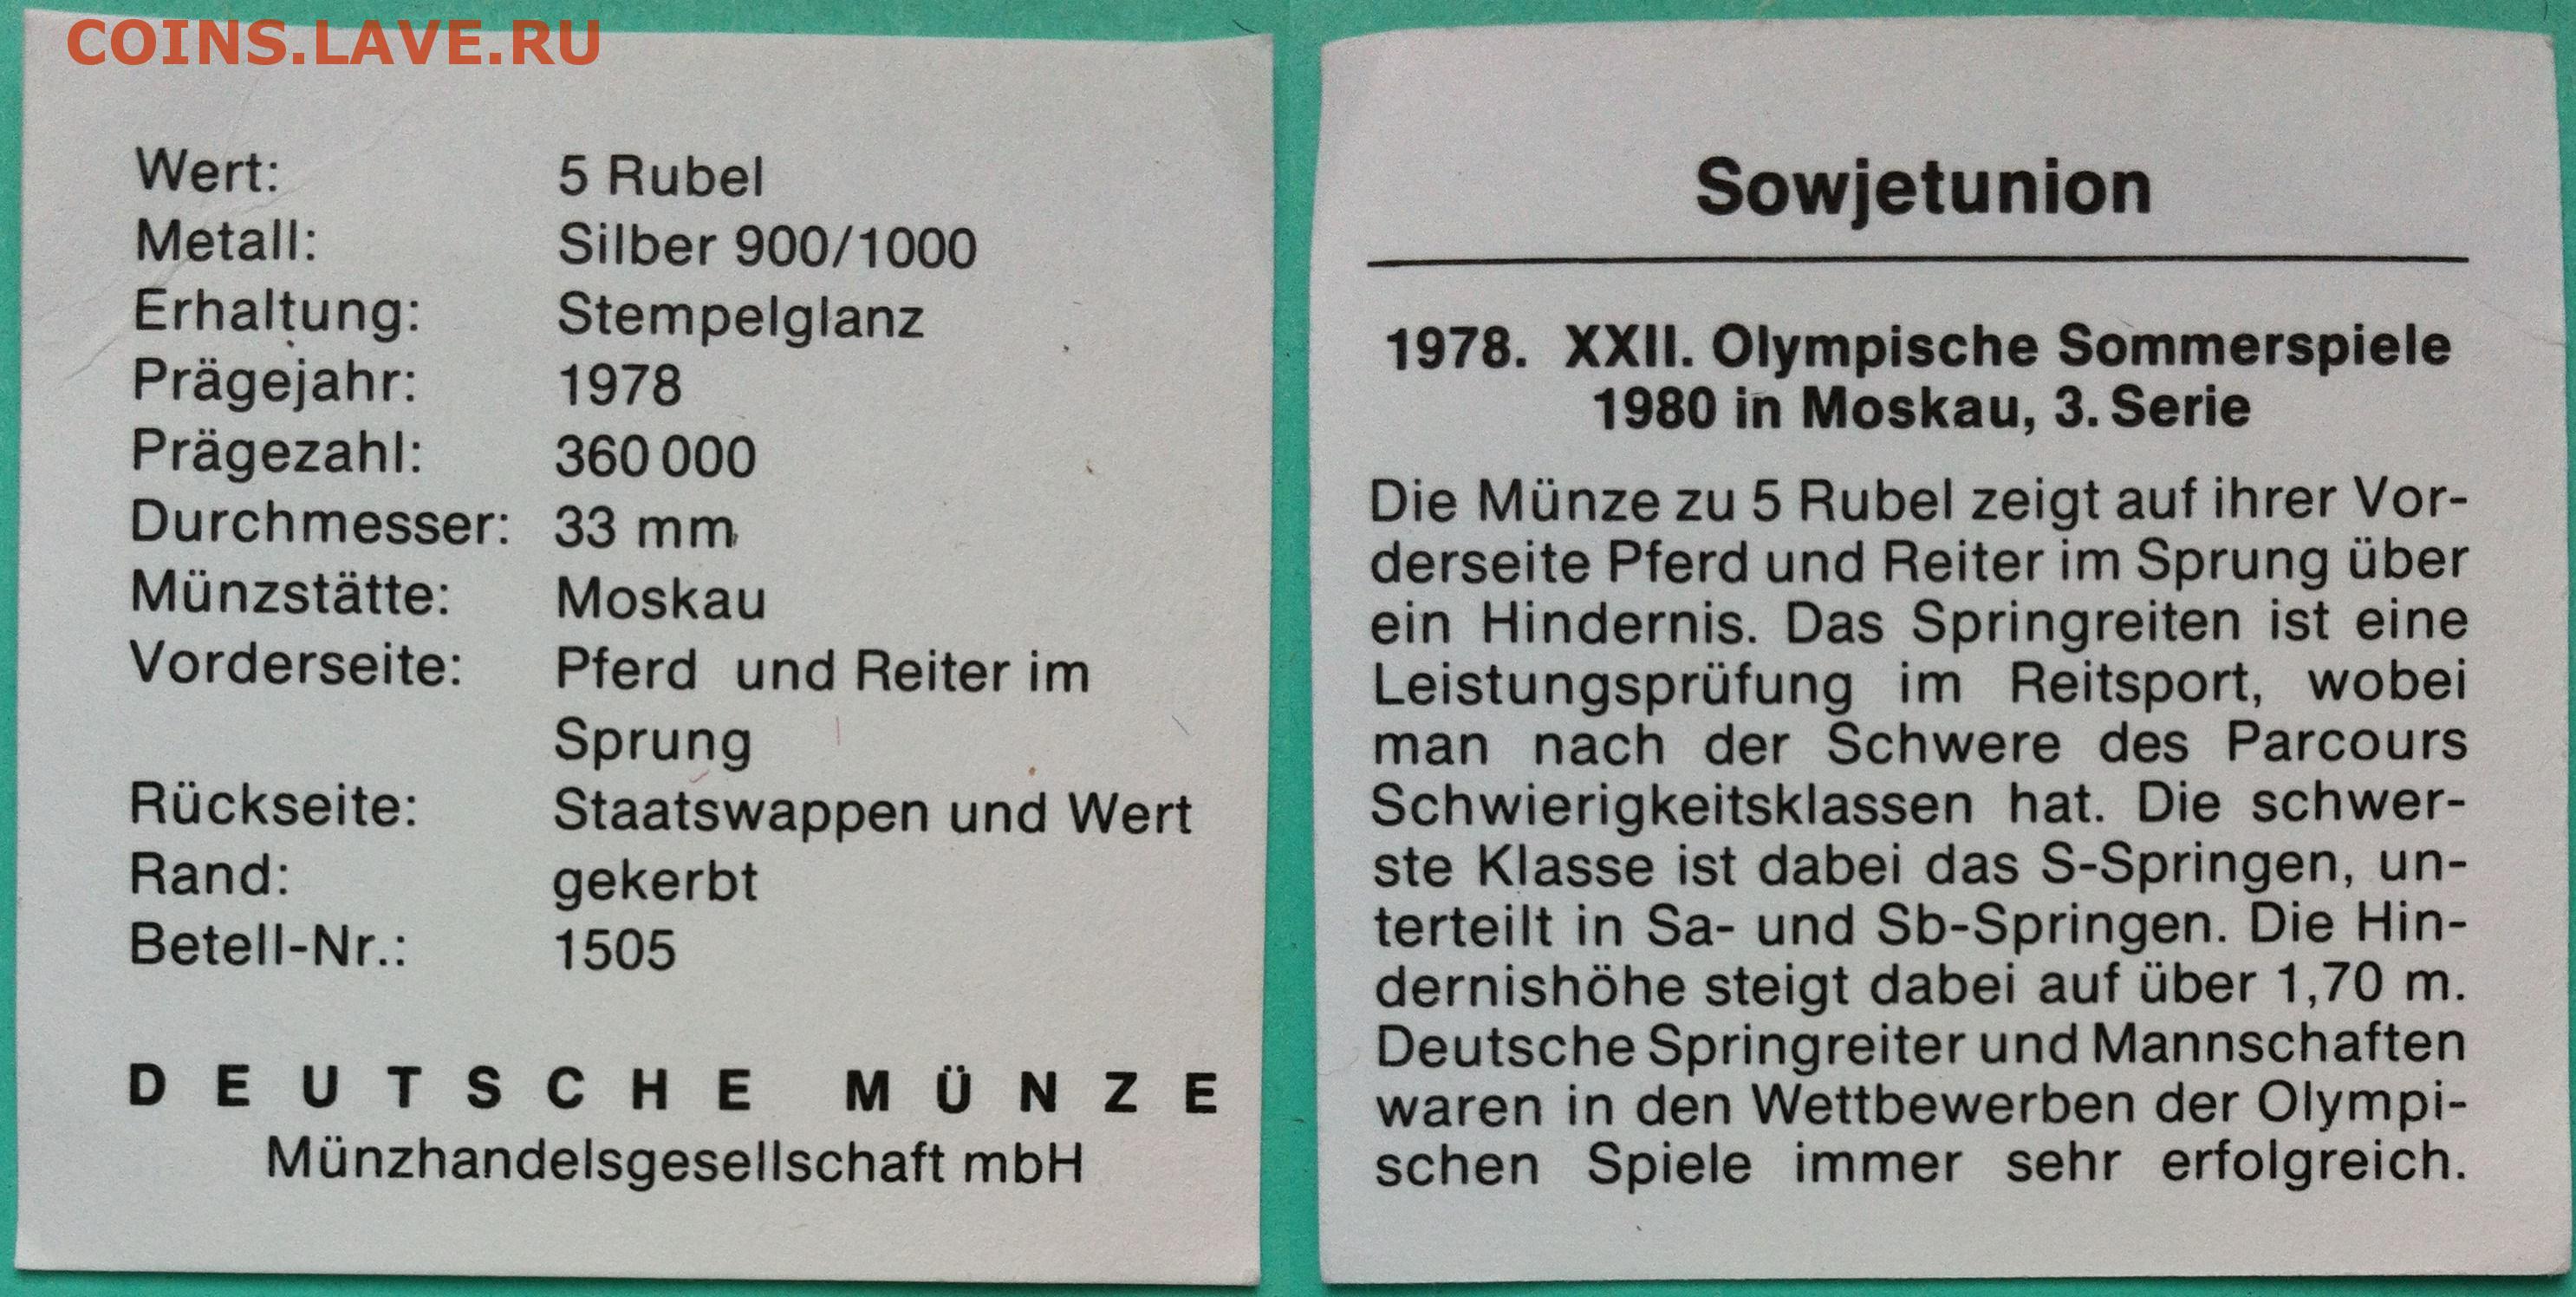 COINS.LAVE.RU
Wert: 5 Rubel
Metall: Silber 900/1000
Erhaltung: Stempelglanz
Prägejahr: 1978
Prägezahl: 360 000
Durchmesser: 33 mm
Münzstätte: Moskau
Vorderseite: Pferd und Reiter im
Sprung
Rückseite: Staatswappen und Wert
Rand: gekerbt
Betell-Nr.: 1505
DEUTSCHE MÜNZE
Münzhandelsgesellschaft mbH
Sowjetunion
1978. XXII. Olympische Sommerspiele
1980 in Moskau, 3. Serie
Die Münze zu 5 Rubel zeigt auf ihrer Vor-
derseite Pferd und Reiter im Sprung über
ein Hindernis. Das Springreiten ist eine
Leistungsprüfung im Reitsport, wobei
man nach der Schwere des Parcours
Schwierigkeitsklassen hat. Die schwer-
ste Klasse ist dabei das S-Springen, un-
terteilt in Sa- und Sb-Springen. Die Hin-
dernishöhe steigt dabei auf über 1,70 m.
Deutsche Springreiter und Mannschaften
waren in den Wettbewerben der Olympi-
schen Spiele immer sehr erfolgreich.